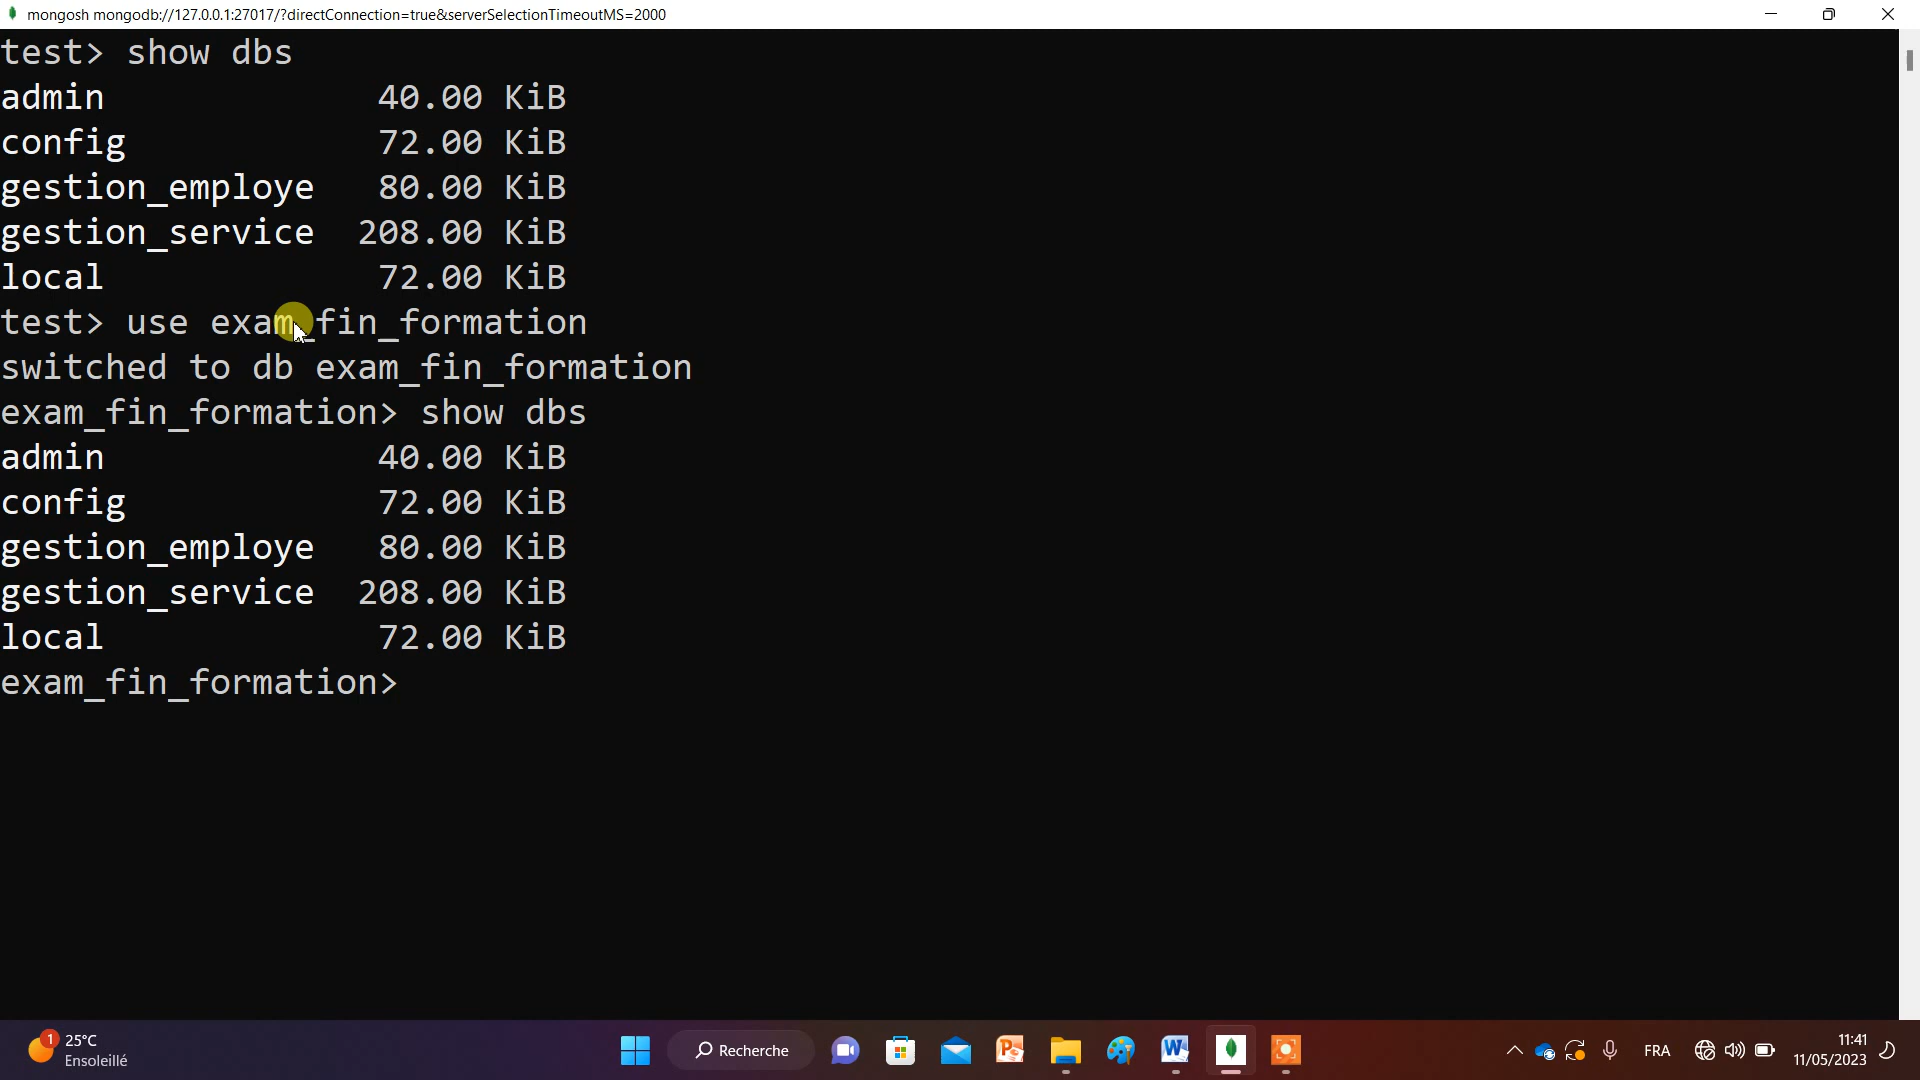 mongosh mongodb://127.0.0.1:27017/?directConnection=true&serverSelectionTimeoutMS=2000
test> show dbs
admin 40.00 KiB
config 72.00 KiB
gestion_employe 80.00 KiB
gestion_service 208.00 KiB
local 72.00 KiB
test> use exam_fin_formation
switched to db exam_fin_formation
exam_fin_formation> show dbs
admin 40.00 KiB
config 72.00 KiB
gestion_employe 80.00 KiB
gestion_service 208.00 KiB
local 72.00 KiB
exam_fin_formation>
1 25°C
Ensoleillé
Recherche
FRA
11:41
11/05/2023